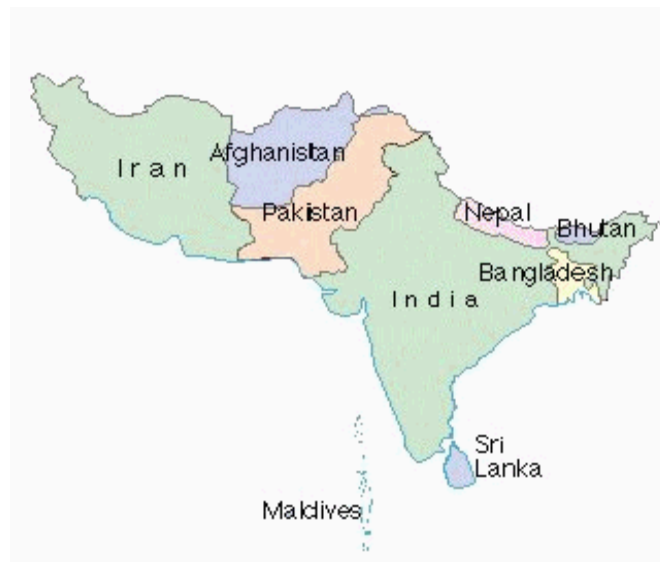 Afghanistan
Iran
Pakistan
Nepal
Bhutan
Bangladesh
India
Sri
Lanka
Maldives